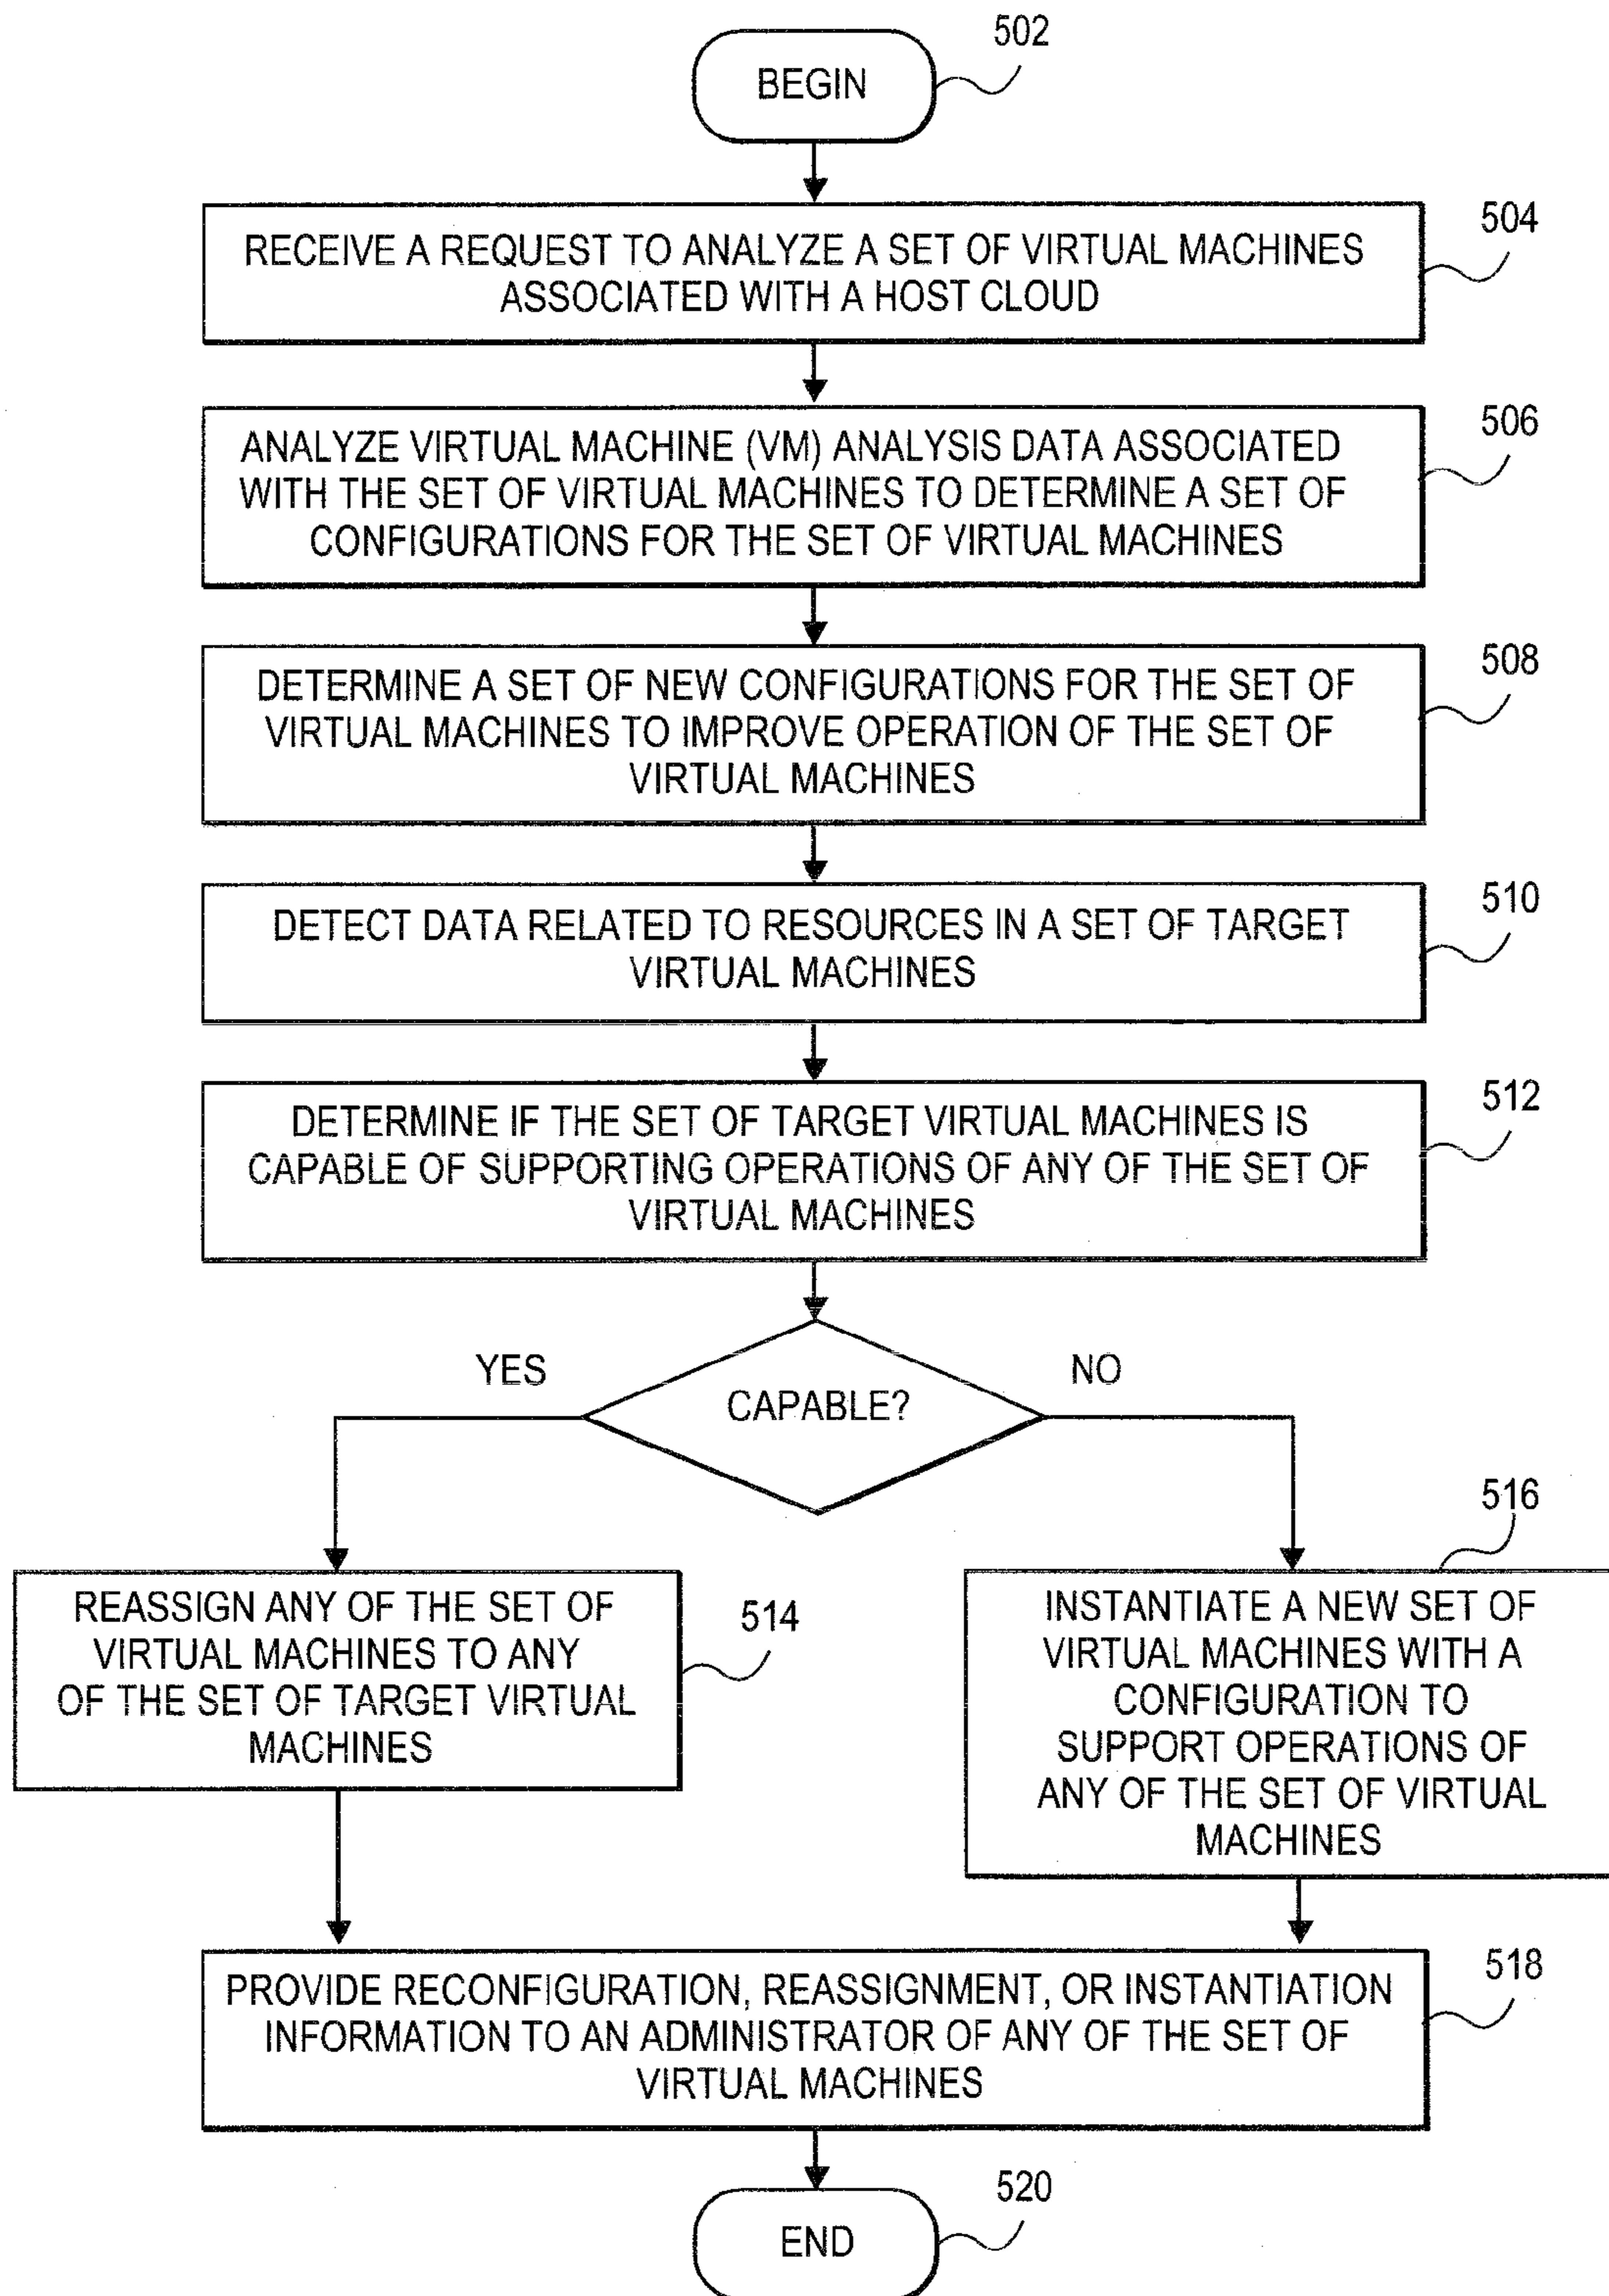 502
BEGIN
504
RECEIVE A REQUEST TO ANALYZE A SET OF VIRTUAL MACHINES
ASSOCIATED WITH A HOST CLOUD
506
ANALYZE VIRTUAL MACHINE (VM) ANALYSIS DATA ASSOCIATED
WITH THE SET OF VIRTUAL MACHINES TO DETERMINE A SET OF
CONFIGURATIONS FOR THE SET OF VIRTUAL MACHINES
508
DETERMINE A SET OF NEW CONFIGURATIONS FOR THE SET OF
VIRTUAL MACHINES TO IMPROVE OPERATION OF THE SET OF
VIRTUAL MACHINES
510
DETECT DATA RELATED TO RESOURCES IN A SET OF TARGET
VIRTUAL MACHINES
512
DETERMINE IF THE SET OF TARGET VIRTUAL MACHINES IS
CAPABLE OF SUPPORTING OPERATIONS OF ANY OF THE SET OF
VIRTUAL MACHINES
YES
NO
CAPABLE?
514
REASSIGN ANY OF THE SET OF
VIRTUAL MACHINES TO ANY
OF THE SET OF TARGET VIRTUAL
MACHINES
516
INSTANTIATE A NEW SET OF
VIRTUAL MACHINES WITH A
CONFIGURATION TO
SUPPORT OPERATIONS OF
ANY OF THE SET OF VIRTUAL
MACHINES
518
PROVIDE RECONFIGURATION, REASSIGNMENT, OR INSTANTIATION
INFORMATION TO AN ADMINISTRATOR OF ANY OF THE SET OF
VIRTUAL MACHINES
520
END